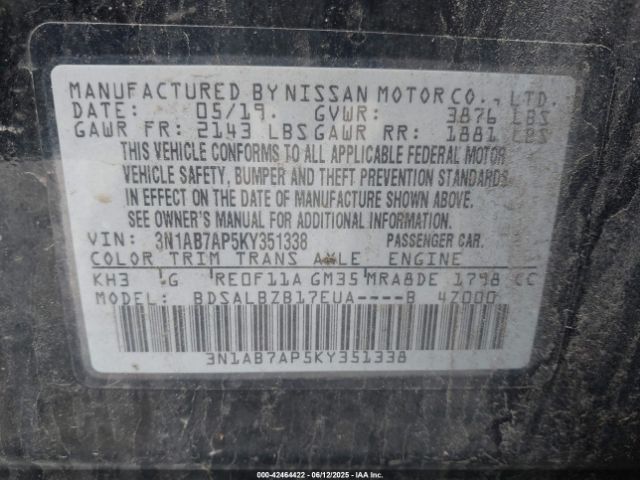 MANUFACTURED BY NISSAN MOTOR CO., LTD.
DATE: 05/19. GVWR: 3876 LBS
GAWR FR: 2143 LBS GAWR RR: 1881 LBS
THIS VEHICLE CONFORMS TO ALL APPLICABLE FEDERAL MOTOR
VEHICLE SAFETY, BUMPER AND THEFT PREVENTION STANDARDS
IN EFFECT ON THE DATE OF MANUFACTURE SHOWN ABOVE.
SEE OWNER'S MANUAL FOR ADDITIONAL INFORMATION.
VIN: 3N1AB7AP5KY351338 PASSENGER CAR.
COLOR TRIM TRANS AXLE ENGINE
KH3 G RE0F11A GM35 MRA8DE 1798 CC
MODEL: BDSALBZB17EUA----B 4Z000
3N1AB7AP5KY351338
000-42464422 | 06/12/2025 | IAA Inc.